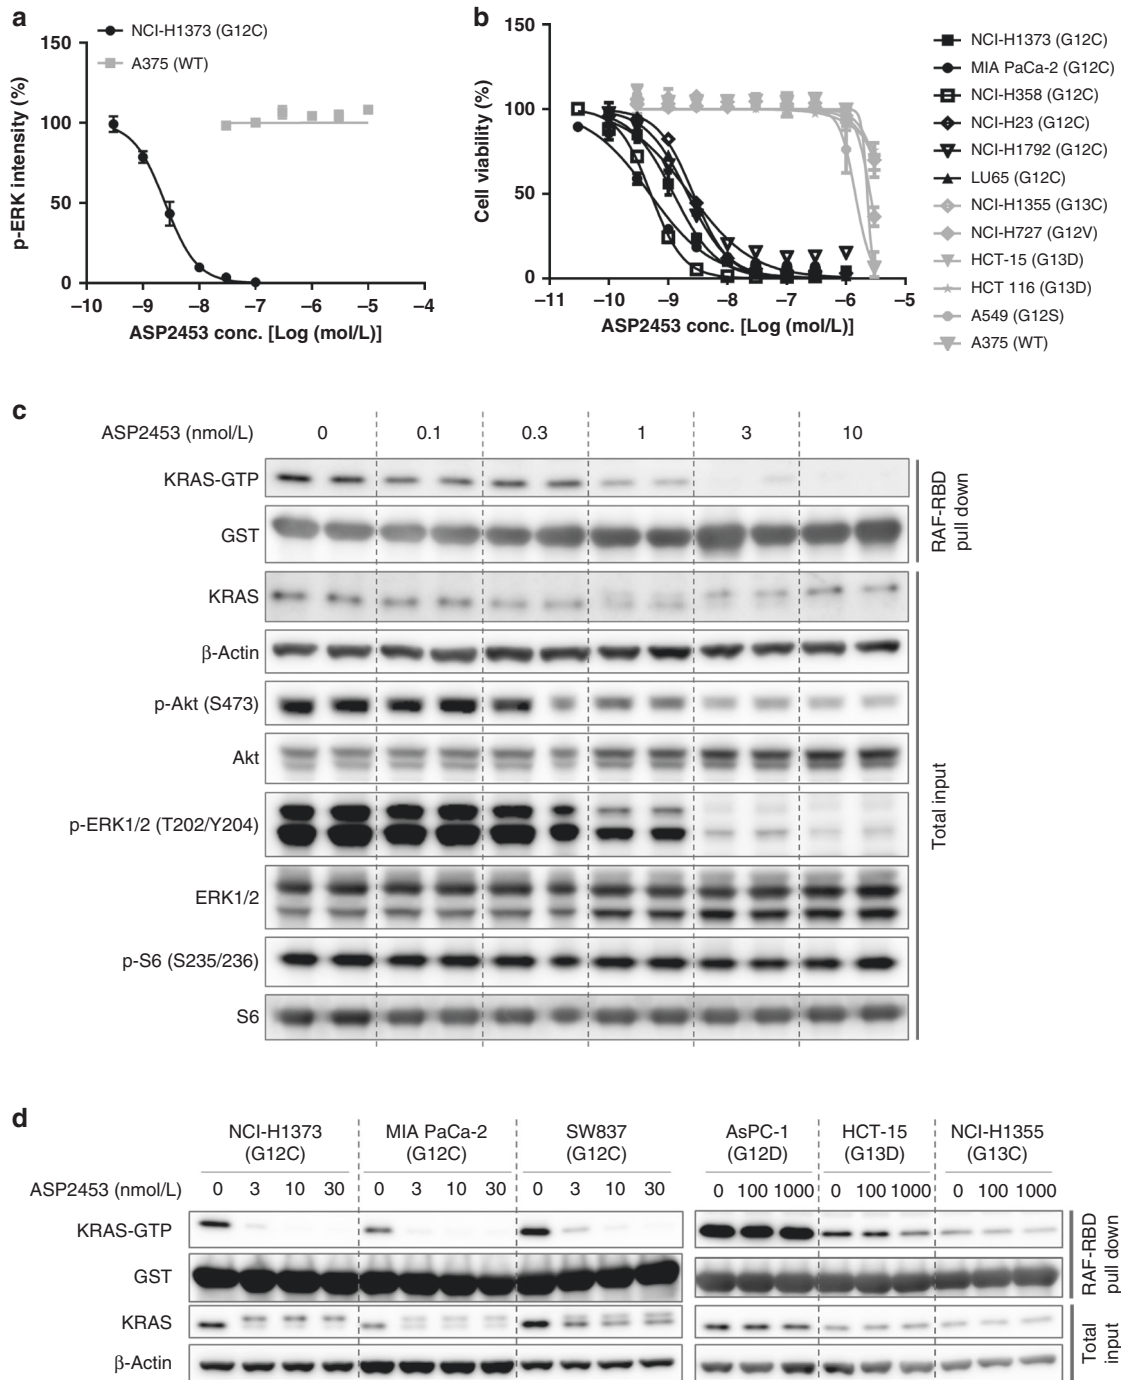 a
NCI-H1373 (G12C)
A375 (WT)
150
100
50
0
p-ERK intensity (%)
–10 –9 –8 –7 –6 –5 –4
ASP2453 conc. [Log (mol/L)]
b
150
100
50
0
Cell viability (%)
–11 –10 –9 –8 –7 –6 –5
ASP2453 conc. [Log (mol/L)]
NCI-H1373 (G12C)
MIA PaCa-2 (G12C)
NCI-H358 (G12C)
NCI-H23 (G12C)
NCI-H1792 (G12C)
LU65 (G12C)
NCI-H1355 (G13C)
NCI-H727 (G12V)
HCT-15 (G13D)
HCT 116 (G13D)
A549 (G12S)
A375 (WT)
c
ASP2453 (nmol/L) 0 0.1 0.3 1 3 10
KRAS-GTP
GST
RAF-RBD
pull down
KRAS
β-Actin
p-Akt (S473)
Akt
p-ERK1/2 (T202/Y204)
ERK1/2
p-S6 (S235/236)
S6
Total input
d
NCI-H1373 MIA PaCa-2 SW837 AsPC-1 HCT-15 NCI-H1355
(G12C) (G12C) (G12C) (G12D) (G13D) (G13C)
ASP2453 (nmol/L) 0 3 10 30 0 3 10 30 0 3 10 30 0 100 1000 0 100 1000 0 100 1000
KRAS-GTP
GST
RAF-RBD
pull down
KRAS
β-Actin
Total
input